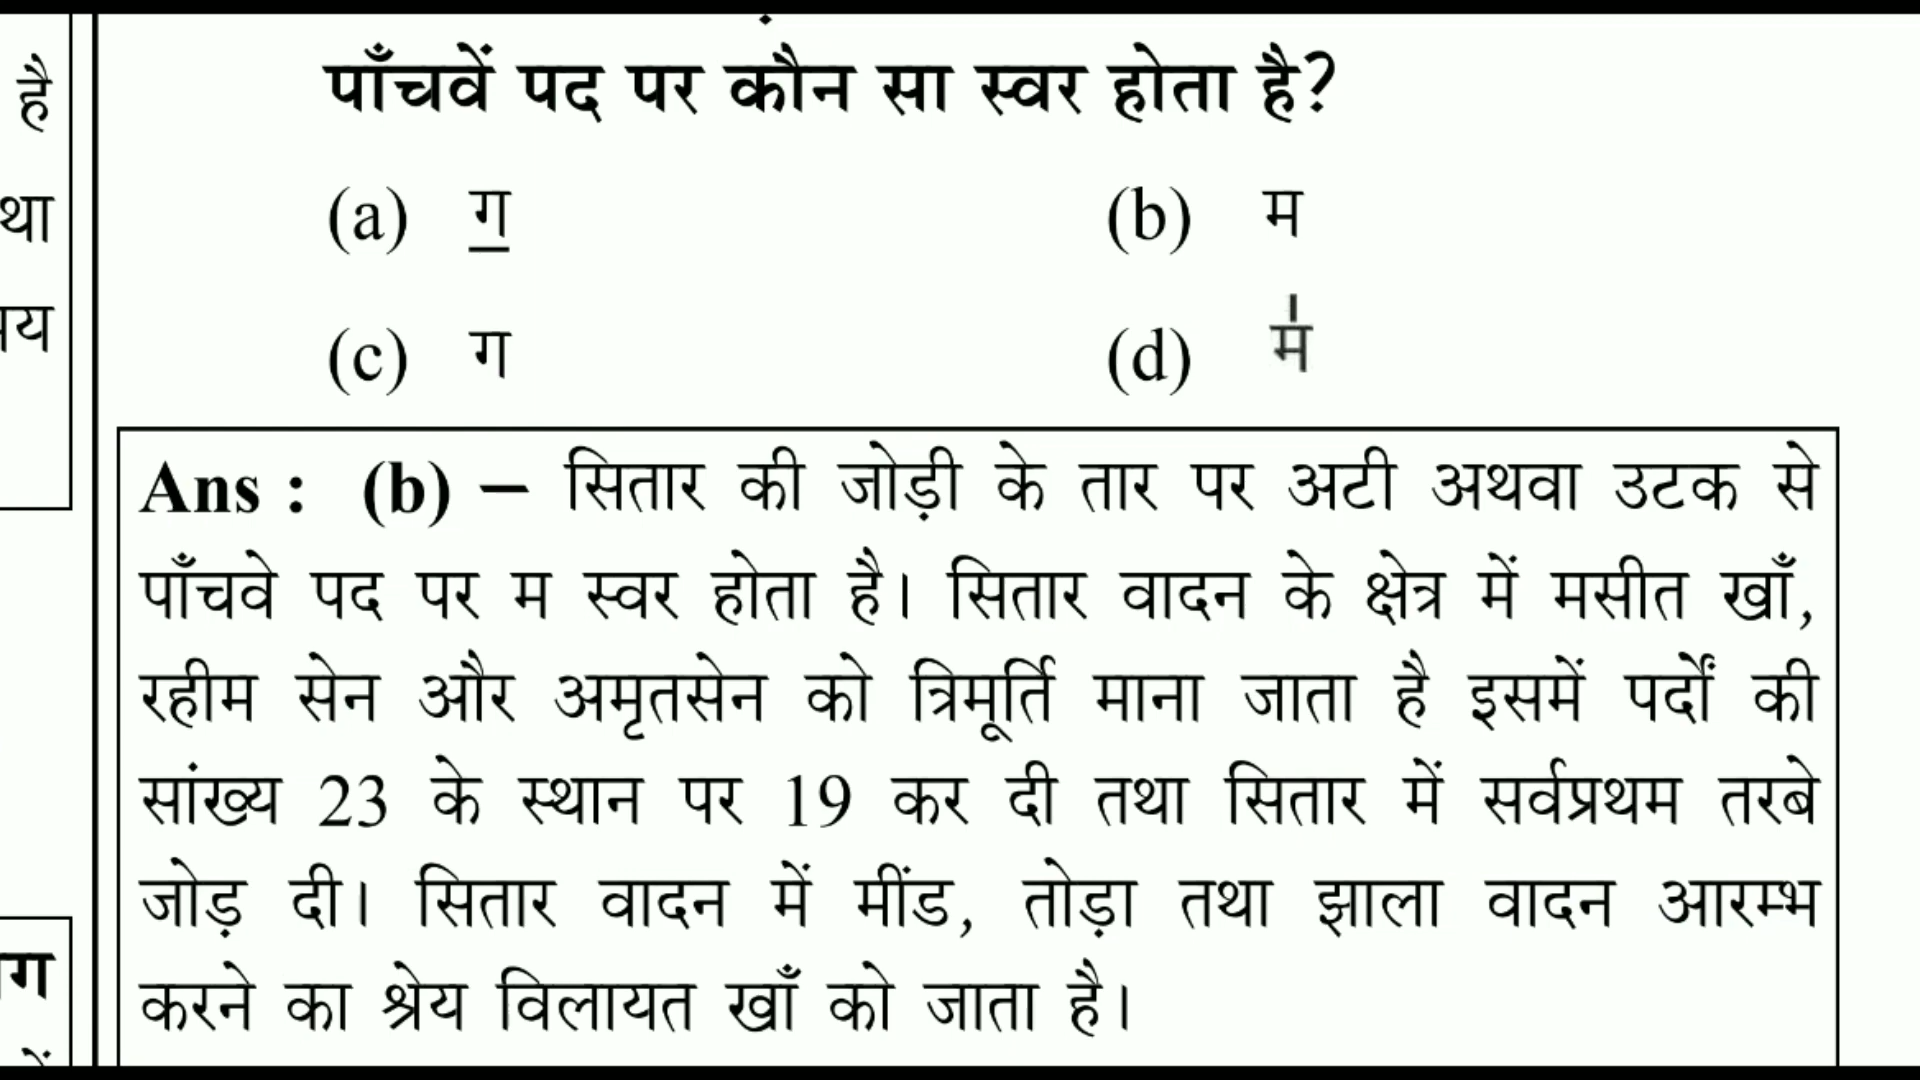 है
था
पाँचवें पद पर कौन सा स्वर होता है?
(a) ग॒ (b) म
(c) ग (d) म॑
Ans : (b) – सितार की जोड़ी के तार पर अटी अथवा उटक से
पाँचवे पद पर म स्वर होता है। सितार वादन के क्षेत्र में मसीत खाँ,
रहीम सेन और अमृतसेन को त्रिमूर्ति माना जाता है इसमें पर्दों की
सांख्य 23 के स्थान पर 19 कर दी तथा सितार में सर्वप्रथम तरबे
जोड़ दी। सितार वादन में मींड, तोड़ा तथा झाला वादन आरम्भ
करने का श्रेय विलायत खाँ को जाता है।